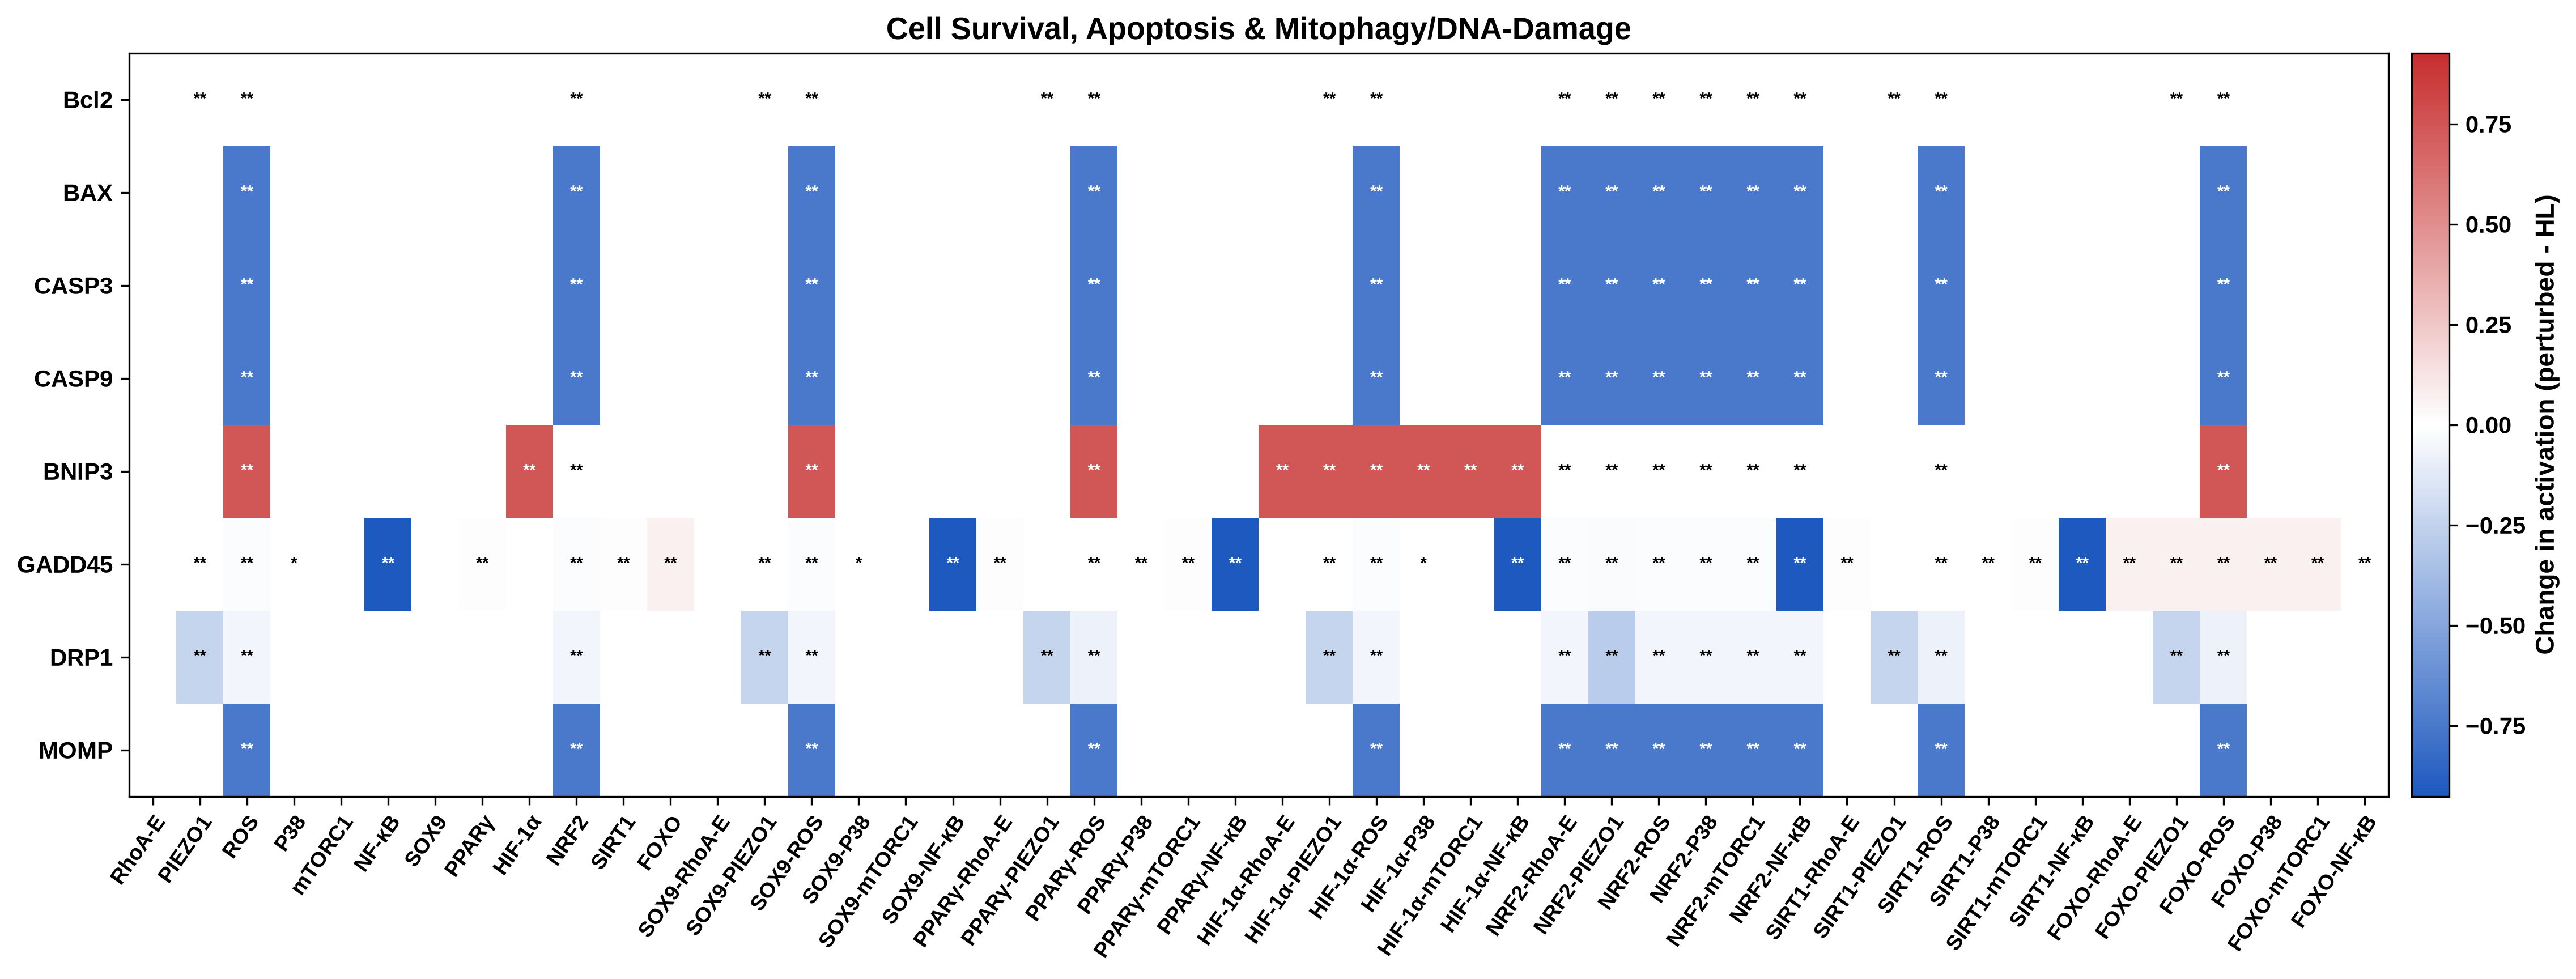 Cell Survival, Apoptosis & Mitophagy/DNA-Damage
Bcl2 ** ** ** ** ** ** ** ** ** ** ** ** ** ** ** ** ** ** ** **
BAX ** ** ** ** ** ** ** ** ** ** ** ** **
CASP3 ** ** ** ** ** ** ** ** ** ** ** ** **
CASP9 ** ** ** ** ** ** ** ** ** ** ** ** **
BNIP3 ** ** ** ** ** ** ** ** ** ** ** ** ** ** ** ** ** ** ** **
GADD45 ** ** * ** ** ** ** ** ** ** * ** ** ** ** ** ** ** ** * ** ** ** ** ** ** ** ** ** ** ** ** ** ** ** ** ** ** **
DRP1 ** ** ** ** ** ** ** ** ** ** ** ** ** ** ** ** ** ** ** **
MOMP ** ** ** ** ** ** ** ** ** ** ** ** **
RhoA-E
PIEZO1
ROS
P38
mTORC1
NF-κB
SOX9
PPARγ
HIF-1α
NRF2
SIRT1
FOXO
SOX9-RhoA-E
SOX9-PIEZO1
SOX9-ROS
SOX9-P38
SOX9-mTORC1
SOX9-NF-κB
PPARγ-RhoA-E
PPARγ-PIEZO1
PPARγ-ROS
PPARγ-P38
PPARγ-mTORC1
PPARγ-NF-κB
HIF-1α-RhoA-E
HIF-1α-PIEZO1
HIF-1α-ROS
HIF-1α-P38
HIF-1α-mTORC1
HIF-1α-NF-κB
NRF2-RhoA-E
NRF2-PIEZO1
NRF2-ROS
NRF2-P38
NRF2-mTORC1
NRF2-NF-κB
SIRT1-RhoA-E
SIRT1-PIEZO1
SIRT1-ROS
SIRT1-P38
SIRT1-mTORC1
SIRT1-NF-κB
FOXO-RhoA-E
FOXO-PIEZO1
FOXO-ROS
FOXO-P38
FOXO-mTORC1
FOXO-NF-κB
0.75
0.50
0.25
0.00
−0.25
−0.50
−0.75
Change in activation (perturbed - HL)